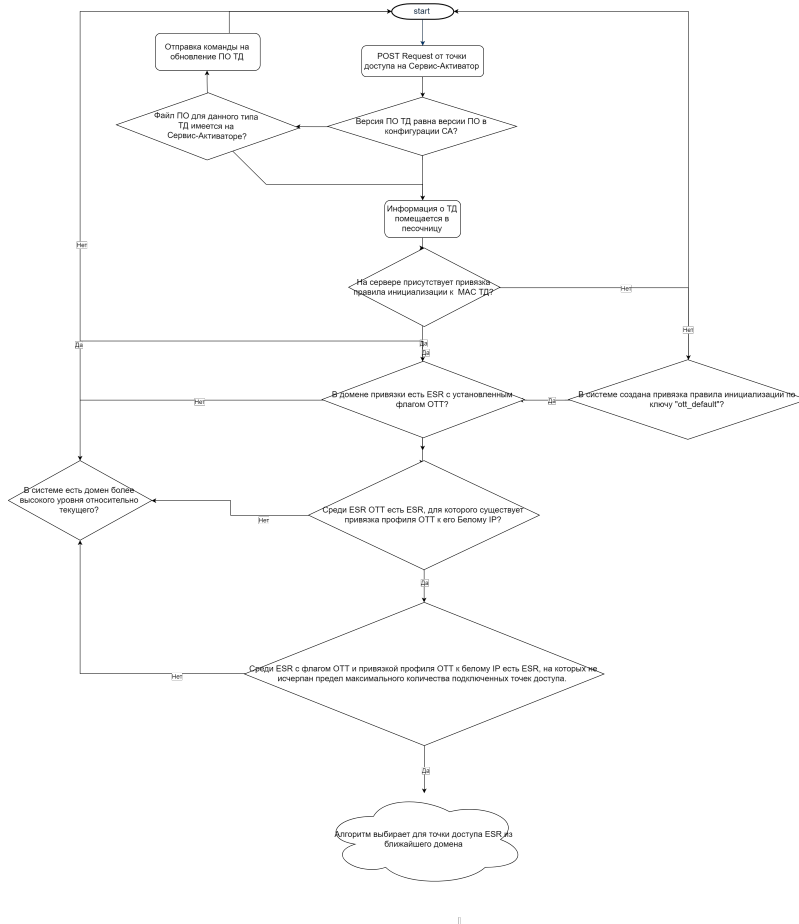 start
Отправка команды на
обновление ПО ТД
POST Request от точки
доступа на Сервис-Активатор
Файл ПО для данного типа
ТД имеется на
Сервис-Активаторе?
Версия ПО ТД равна версии ПО в
конфигурации СА?
Информация о ТД
помещается в
песочницу
Нет
На сервере присутствует привязка
правила инициализации к МАС ТД?
Нет
Нет
Да
Да
Да
В домене привязки есть ESR с установленным
флагом ОТТ?
Нет
Да
В системе создана привязка правила инициализации по
ключу "ott_default"?
В системе есть домен более
высокого уровня относительно
текущего?
Среди ESR ОТТ есть ESR, для которого существует
привязка профиля ОТТ к его Белому IP?
Нет
Да
Среди ESR с флагом ОТТ и привязкой профиля ОТТ к белому IP есть ESR, на которых не
исчерпан предел максимального количества подключенных точек доступа.
Нет
Да
Алгоритм выбирает для точки доступа ESR из
ближайшего домена